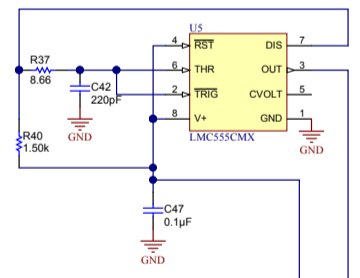 U5
4 RST DIS 7
R37
8.66
6 THR OUT 3
C42
220pF
2 TRIG CVOLT 5
8 V+ GND 1
LMC555CMX
GND
GND
R40
1.50k
C47
0.1µF
GND